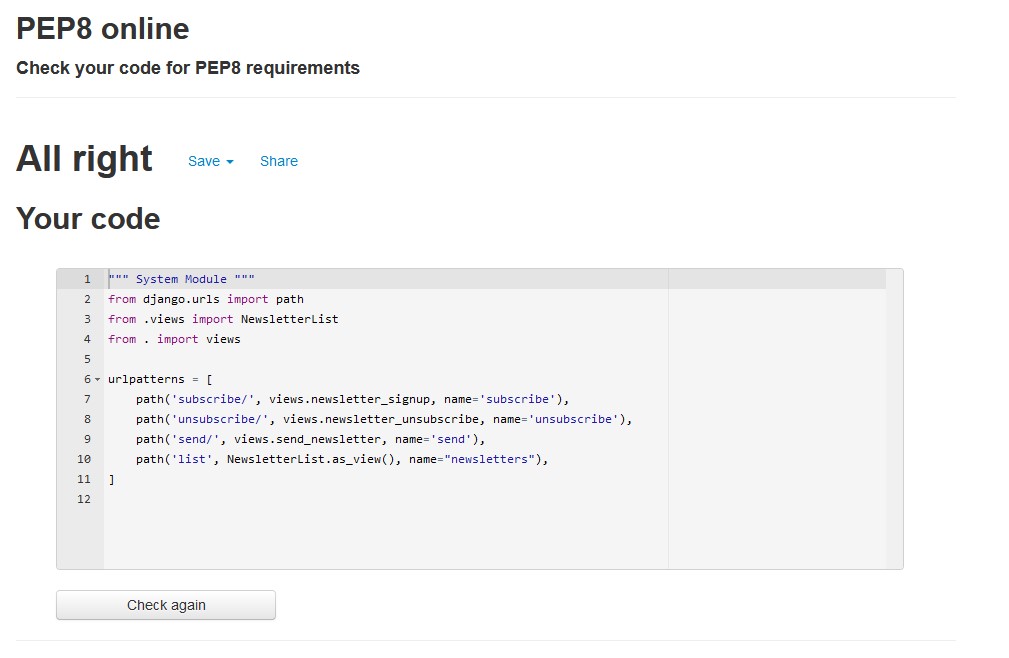 PEP8 online
Check your code for PEP8 requirements
All right Save Share
Your code
1 """ System Module """
2 from django.urls import path
3 from .views import NewsletterList
4 from . import views
5
6 urlpatterns = [
7     path('subscribe/', views.newsletter_signup, name='subscribe'),
8     path('unsubscribe/', views.newsletter_unsubscribe, name='unsubscribe'),
9     path('send/', views.send_newsletter, name='send'),
10     path('list', NewsletterList.as_view(), name="newsletters"),
11 ]
12
Check again